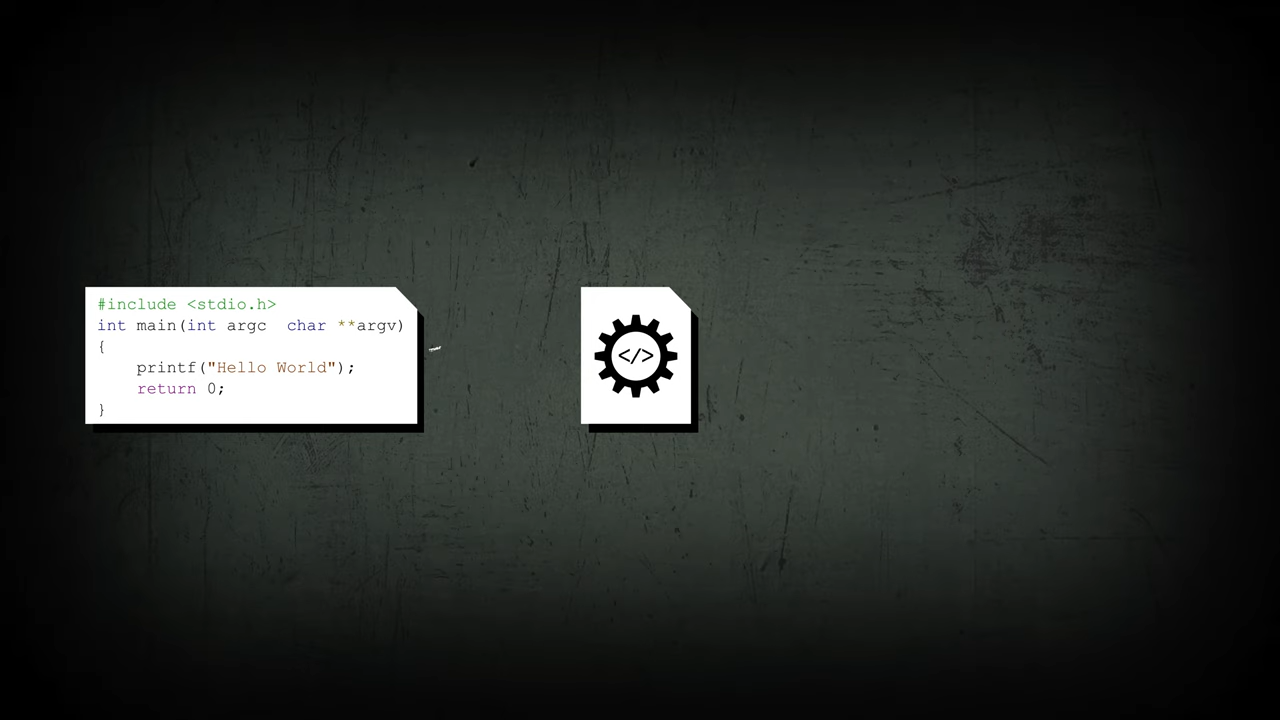 #include <stdio.h>
int main(int argc  char **argv)
{
    printf("Hello World");
    return 0;
}
</>